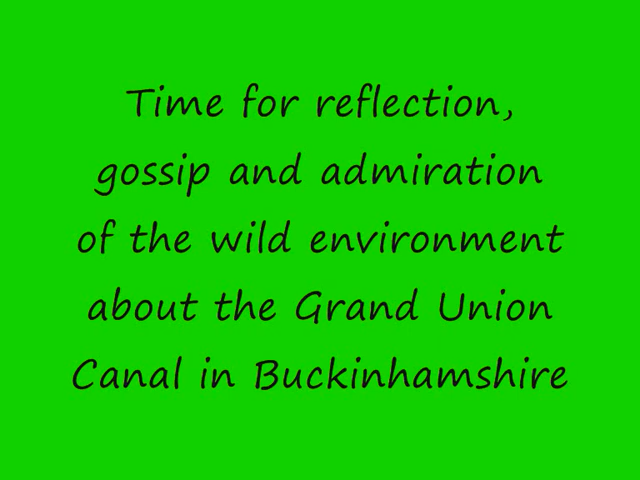 Time for reflection,
gossip and admiration
of the wild environment
about the Grand Union
Canal in Buckinhamshire